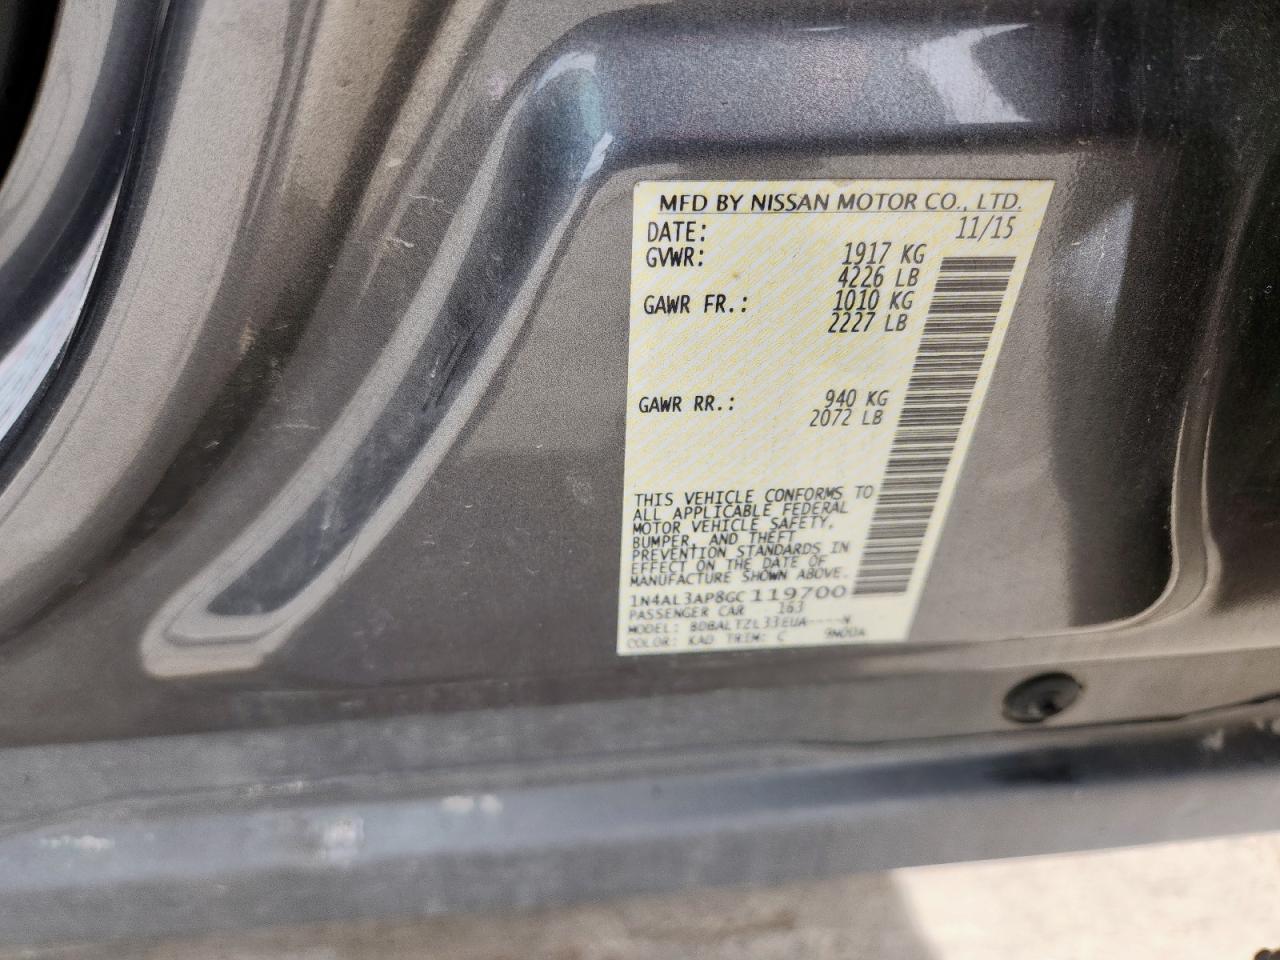 MFD BY NISSAN MOTOR CO., LTD.
DATE: 11/15
GVWR: 1917 KG
4226 LB
GAWR FR.: 1010 KG
2227 LB
GAWR RR.: 940 KG
2072 LB
THIS VEHICLE CONFORMS TO
ALL APPLICABLE FEDERAL
MOTOR VEHICLE SAFETY,
BUMPER, AND THEFT
PREVENTION STANDARDS IN
EFFECT ON THE DATE OF
MANUFACTURE SHOWN ABOVE.
1N4AL3AP8GC119700
PASSENGER CAR 163
MODEL:
COLOR: KAD TRIM: C